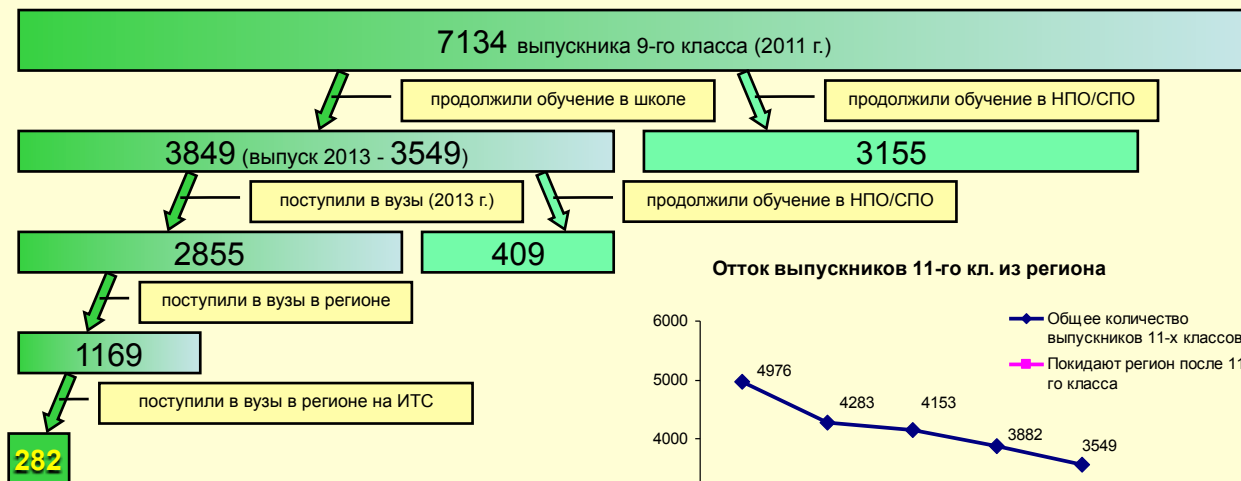 7134 выпускника 9-го класса (2011 г.)
продолжили обучение в школе
продолжили обучение в НПО/СПО
3849 (выпуск 2013 - 3549)
3155
поступили в вузы (2013 г.)
продолжили обучение в НПО/СПО
2855
409
поступили в вузы в регионе
1169
поступили в вузы в регионе на ИТС
282
Отток выпускников 11-го кл. из региона
6000
5000
4000
4976
4283
4153
3882
3549
Общее количество
выпускников 11-х классов
Покидают регион после 11-
го класса